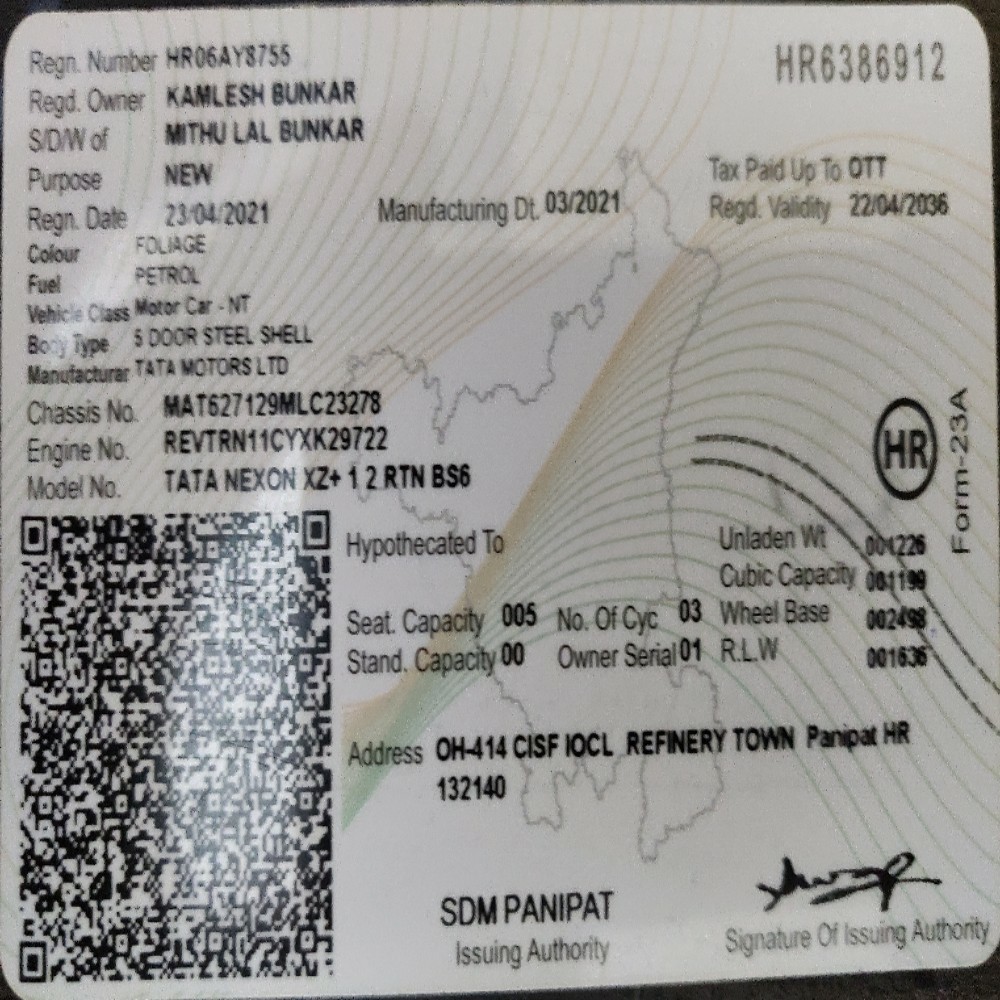 HR6386912
Regn. Number HR06AY8755
Regd. Owner KAMLESH BUNKAR
S/D/W of MITHU LAL BUNKAR
Purpose NEW
Tax Paid Up To OTT
Regn. Date 23/04/2021 Manufacturing Dt. 03/2021 Regd. Validity 22/04/2036
Colour FOLIAGE
Fuel PETROL
Vehicle Class Motor Car - NT
Body Type 5 DOOR STEEL SHELL
Manufacturar TATA MOTORS LTD
Chassis No. MAT627129MLC23278
Engine No. REVTRN11CYXK29722
Model No. TATA NEXON XZ+ 1 2 RTN BS6
HR
Form-23A
Hypothecated To Unladen Wt 001226
Cubic Capacity 001199
Seat. Capacity 005 No. Of Cyc 03 Wheel Base 002498
Stand. Capacity 00 Owner Serial 01 R.L.W 001636
Address OH-414 CISF IOCL REFINERY TOWN Panipat HR
132140
SDM PANIPAT
Issuing Authority
Signature Of Issuing Authority